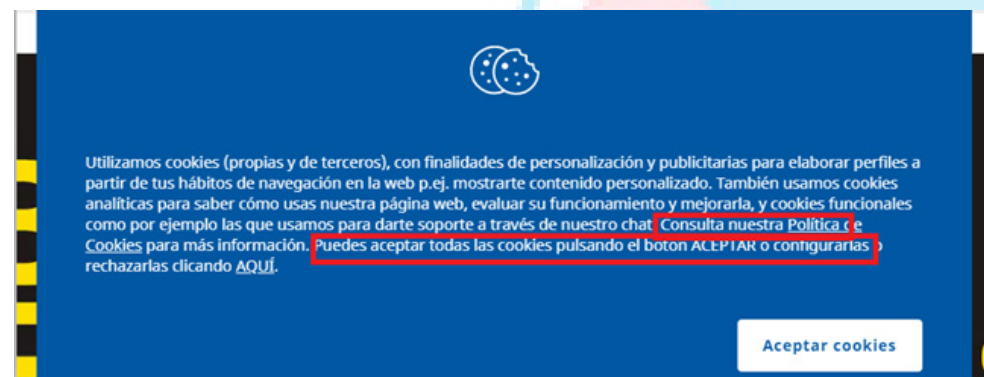 Utilizamos cookies (propias y de terceros), con finalidades de personalización y publicitarias para elaborar perfiles a
partir de tus hábitos de navegación en la web p.ej. mostrarte contenido personalizado. También usamos cookies
analíticas para saber cómo usas nuestra página web, evaluar su funcionamiento y mejorarla, y cookies funcionales
como por ejemplo las que usamos para darte soporte a través de nuestro chat. Consulta nuestra Política de
Cookies para más información. Puedes aceptar todas las cookies pulsando el botón ACEPTAR o configurarlas o
rechazarlas clicando AQUÍ.
Aceptar cookies